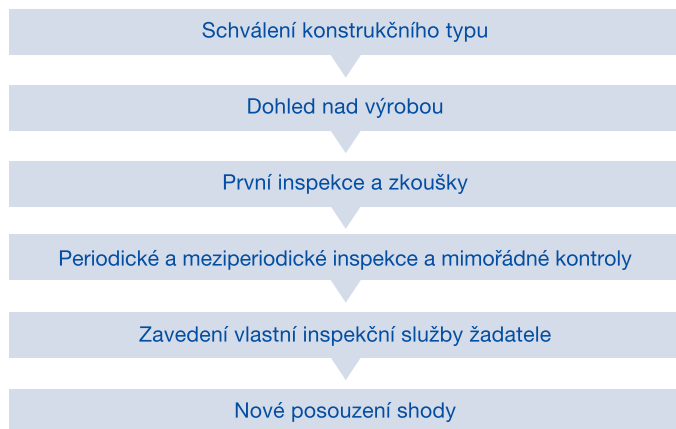 Schválení konstrukčního typu
Dohled nad výrobou
První inspekce a zkoušky
Periodické a meziperiodické inspekce a mimořádné kontroly
Zavedení vlastní inspekční služby žadatele
Nové posouzení shody